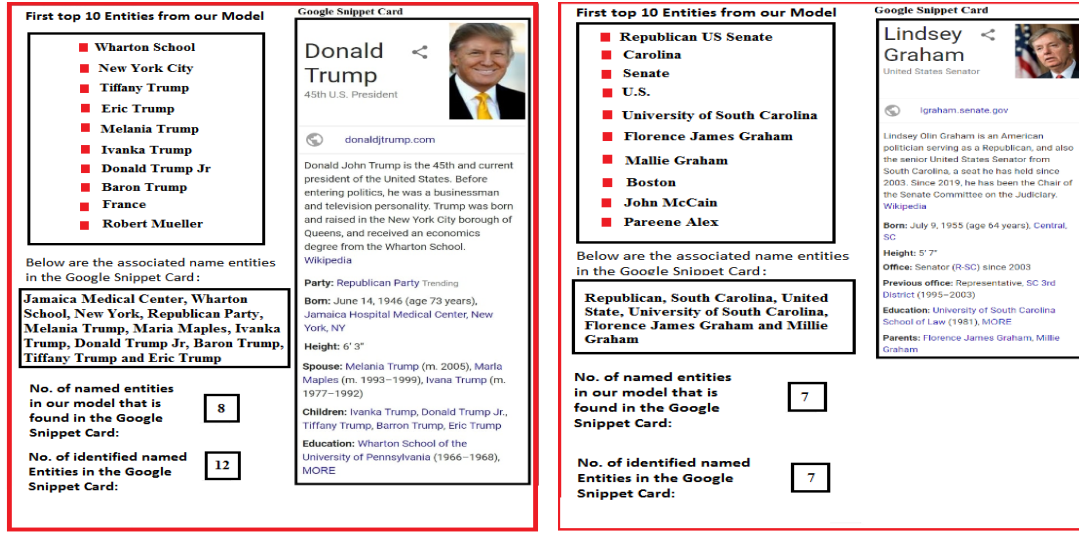 First top 10 Entities from our Model
Wharton School
New York City
Tiffany Trump
Eric Trump
Melania Trump
Ivanka Trump
Donald Trump Jr
Baron Trump
France
Robert Mueller
Below are the associated name entities
in the Google Snippet Card:
Jamaica Medical Center, Wharton
School, New York, Republican Party,
Melania Trump, Maria Maples, Ivanka
Trump, Donald Trump Jr, Baron Trump,
Tiffany Trump and Eric Trump
No. of named entities
in our model that is
found in the Google
Snippet Card:
8
No. of identified named
Entities in the Google
Snippet Card:
12
Google Snippet Card
Donald
Trump
45th U.S. President
donaldjtrump.com
Donald John Trump is the 45th and current
president of the United States. Before
entering politics, he was a businessman
and television personality. Trump was born
and raised in the New York City borough of
Queens, and received an economics
degree from the Wharton School.
Wikipedia
Party: Republican Party Trending
Born: June 14, 1946 (age 73 years),
Jamaica Hospital Medical Center, New
York, NY
Height: 6′ 3″
Spouse: Melania Trump (m. 2005), Marla
Maples (m. 1993–1999), Ivana Trump (m.
1977–1992)
Children: Ivanka Trump, Donald Trump Jr.,
Tiffany Trump, Barron Trump, Eric Trump
Education: Wharton School of the
University of Pennsylvania (1966–1968),
MORE
First top 10 Entities from our Model
Republican US Senate
Carolina
Senate
U.S.
University of South Carolina
Florence James Graham
Mallie Graham
Boston
John McCain
Pareene Alex
Below are the associated name entities
in the Google Snippet Card:
Republican, South Carolina, United
State, University of South Carolina,
Florence James Graham and Millie
Graham
No. of named entities
in our model that is
found in the Google
Snippet Card:
7
No. of identified named
Entities in the Google
Snippet Card:
7
Google Snippet Card
Lindsey
Graham
United States Senator
lgraham.senate.gov
Lindsey Olin Graham is an American
politician serving as a Republican, and also
the senior United States Senator from
South Carolina, a seat he has held since
2003. Since 2019, he has been the Chair of
the Senate Committee on the Judiciary.
Wikipedia
Born: July 9, 1955 (age 64 years), Central,
SC
Height: 5′ 7″
Office: Senator (R-SC) since 2003
Previous office: Representative, SC 3rd
District (1995–2003)
Education: University of South Carolina
School of Law (1981), MORE
Parents: Florence James Graham, Millie
Graham